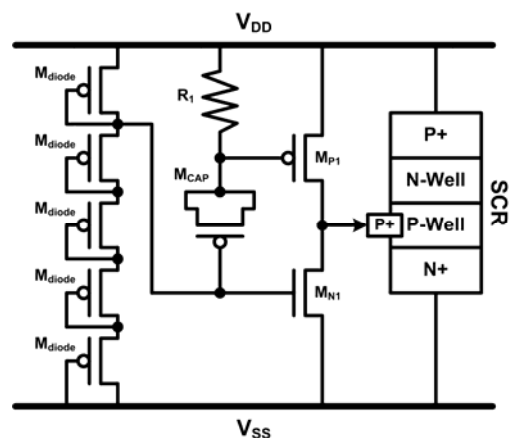 VDD
Mdiode
R1
P+
Mdiode
MP1
MCAP
N-Well
SCR
Mdiode
P+
P-Well
Mdiode
MN1
N+
Mdiode
VSS